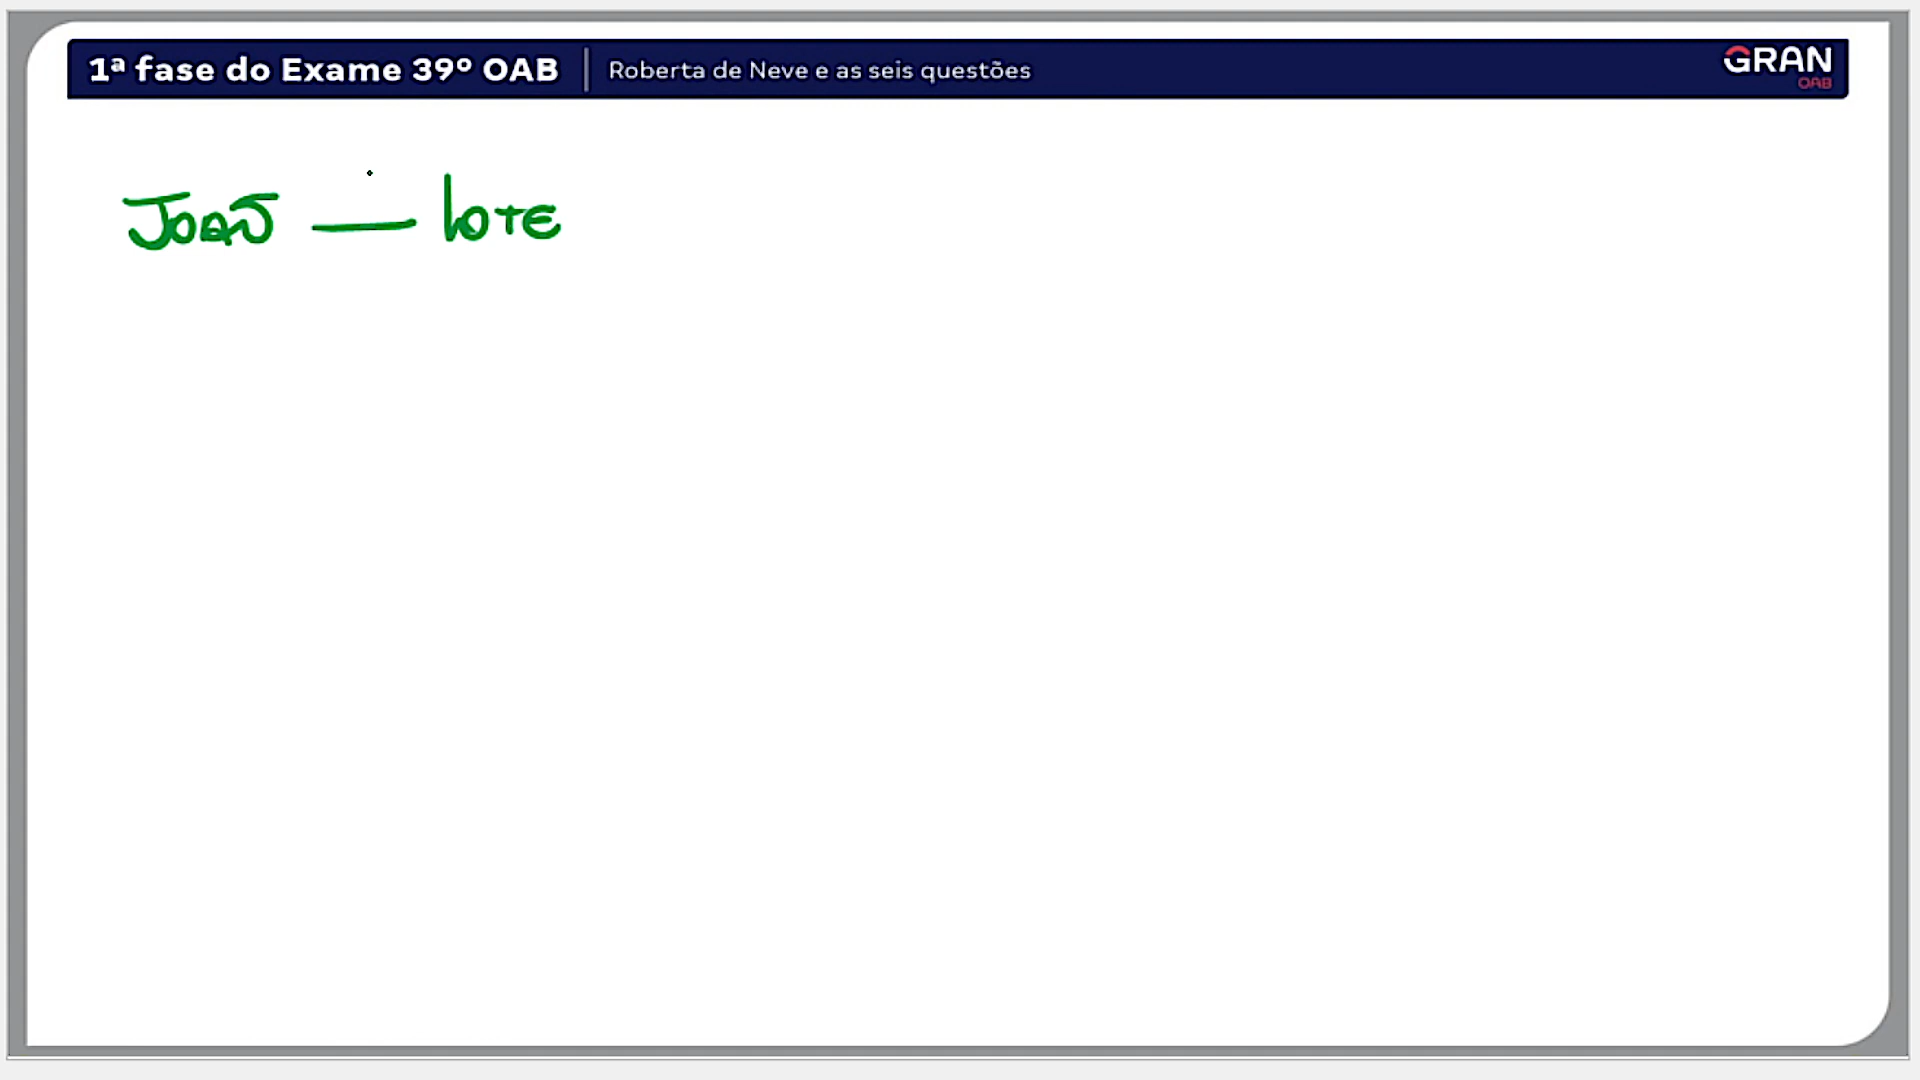 1ª fase do Exame 39º OAB | Roberta de Neve e as seis questões
GRAN
OAB
JOÃO — LOTE